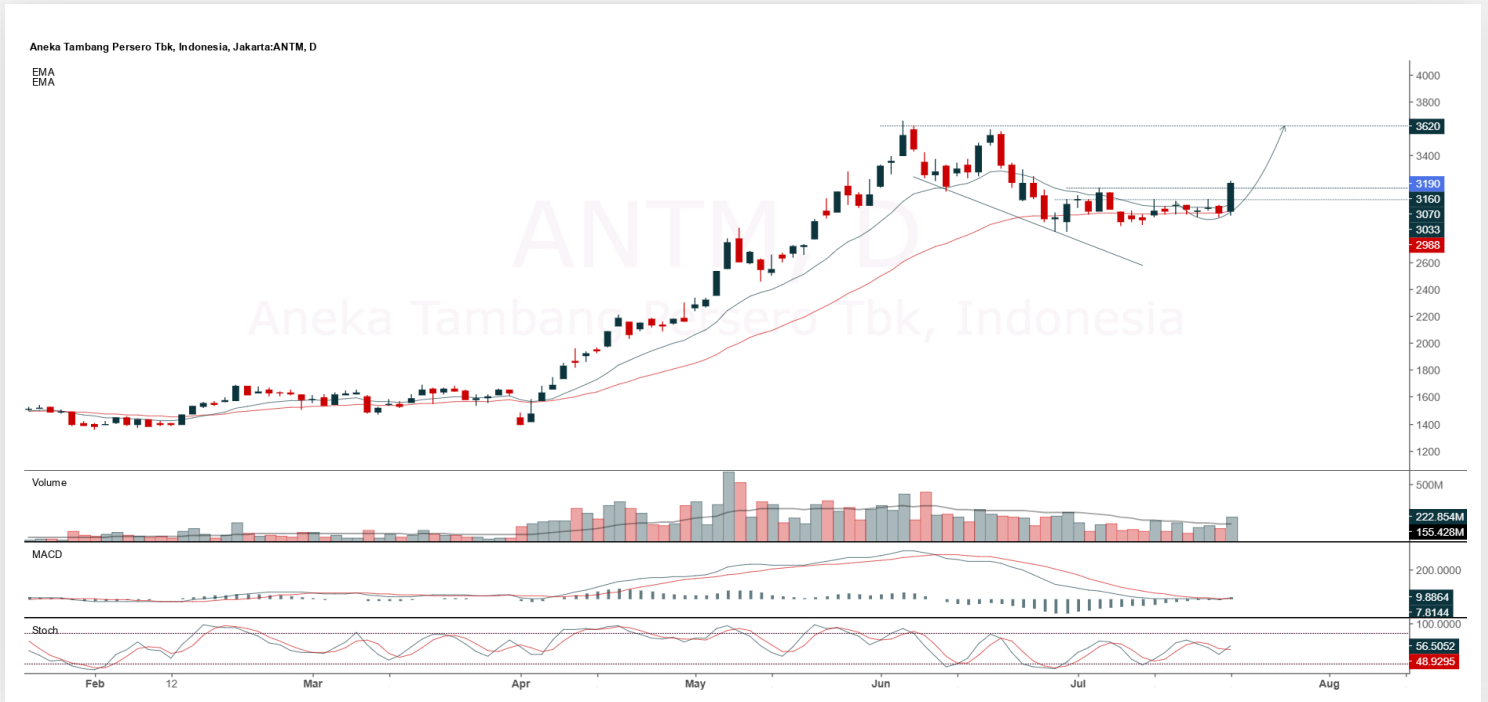 Aneka Tambang Persero Tbk, Indonesia, Jakarta:ANTM, D
EMA
EMA
ANTM, D
Aneka Tambang Persero Tbk, Indonesia
4000
3800
3620
3400
3190
3160
3070
3033
2988
2600
2400
2200
2000
1800
1600
1400
1200
Volume
500M
222.854M
155.428M
MACD
200.0000
9.8864
7.8144
Stoch
100.0000
56.5052
48.9295
Feb 12 Mar Apr May Jun Jul Aug